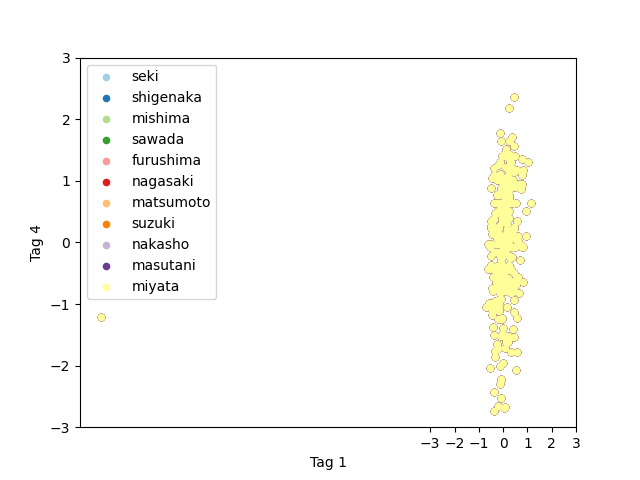 3
2
1
0
−1
−2
−3
Tag 4
seki
shigenaka
mishima
sawada
furushima
nagasaki
matsumoto
suzuki
nakasho
masutani
miyata
−3 −2 −1 0 1 2 3
Tag 1